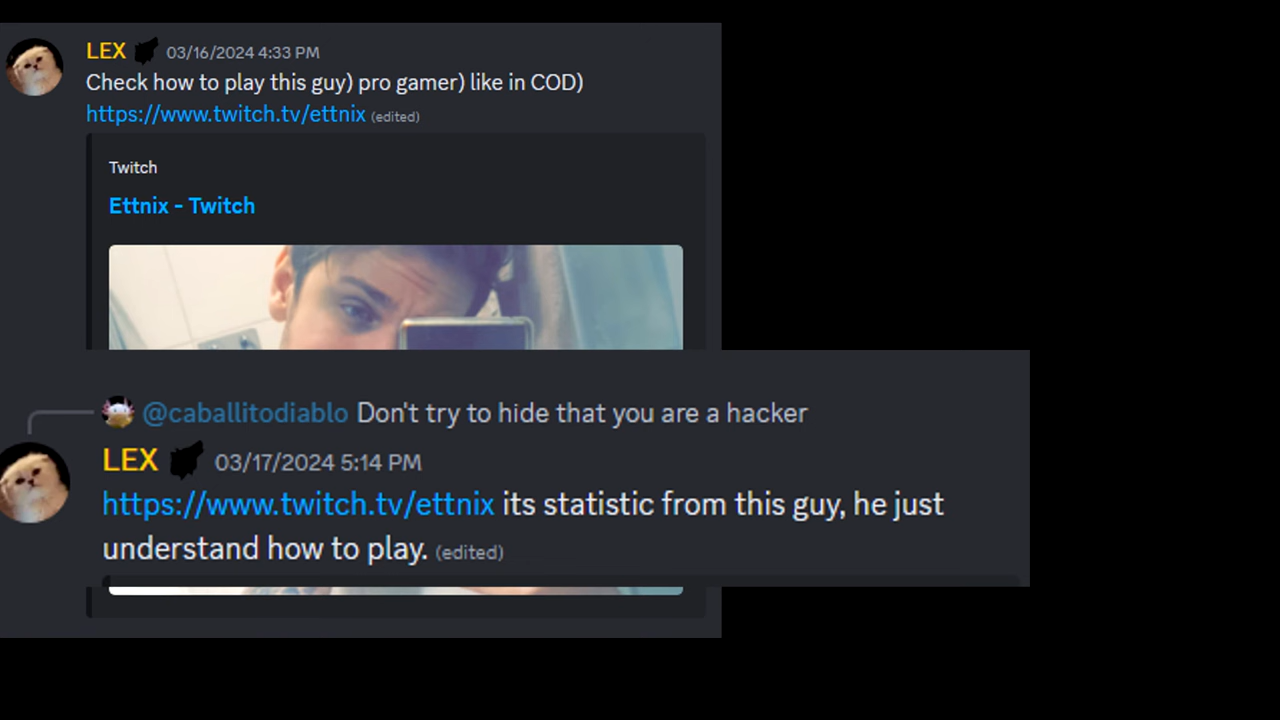 LEX 03/16/2024 4:33 PM
Check how to play this guy) pro gamer) like in COD)
https://www.twitch.tv/ettnix (edited)
Twitch
Ettnix - Twitch
@caballitodiablo Don't try to hide that you are a hacker
LEX 03/17/2024 5:14 PM
https://www.twitch.tv/ettnix its statistic from this guy, he just
understand how to play. (edited)